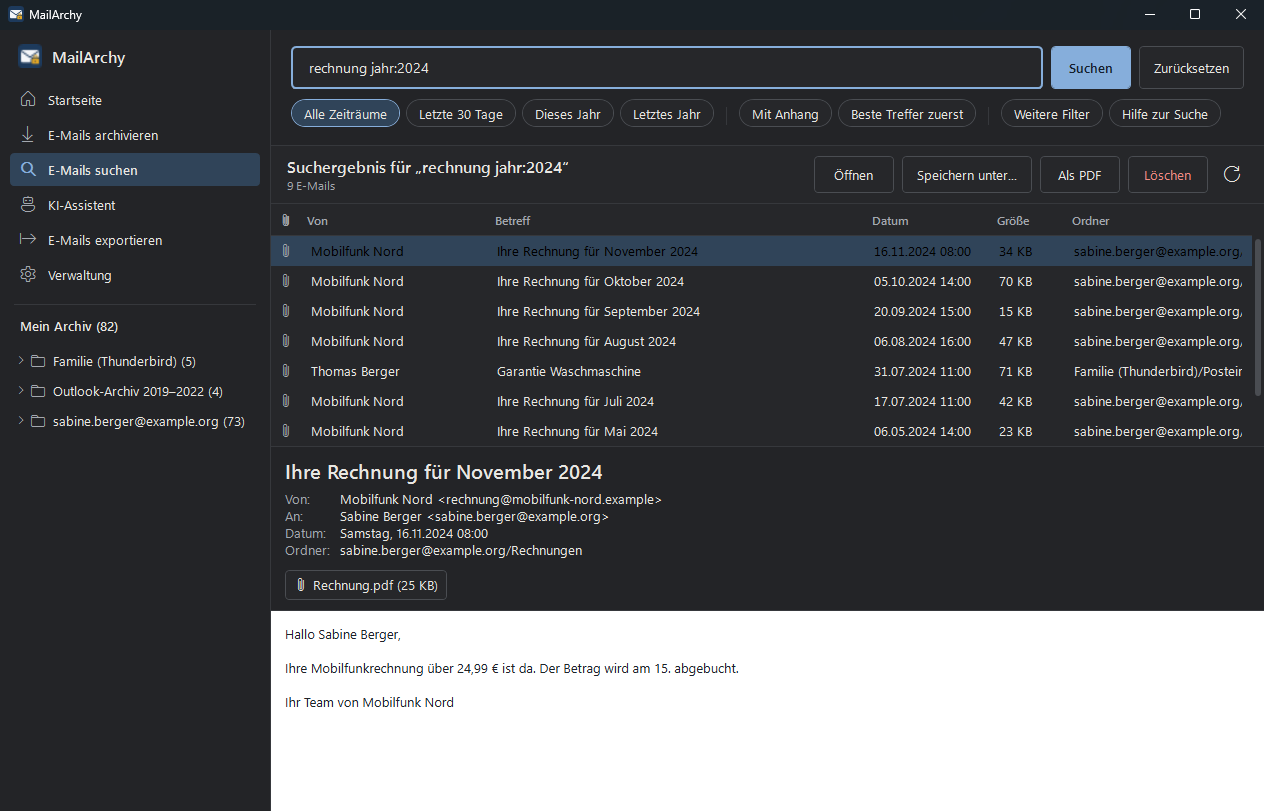 MailArchy
MailArchy
Startseite
E-Mails archivieren
E-Mails suchen
KI-Assistent
E-Mails exportieren
Verwaltung
Mein Archiv (82)
Familie (Thunderbird) (5)
Outlook-Archiv 2019–2022 (4)
sabine.berger@example.org (73)
rechnung jahr:2024 Suchen Zurücksetzen
Alle Zeiträume Letzte 30 Tage Dieses Jahr Letztes Jahr Mit Anhang Beste Treffer zuerst Weitere Filter Hilfe zur Suche
Suchergebnis für „rechnung jahr:2024“
9 E-Mails
Öffnen Speichern unter... Als PDF Löschen
Von Betreff Datum Größe Ordner
Mobilfunk Nord Ihre Rechnung für November 2024 16.11.2024 08:00 34 KB sabine.berger@example.org/
Mobilfunk Nord Ihre Rechnung für Oktober 2024 05.10.2024 14:00 70 KB sabine.berger@example.org/
Mobilfunk Nord Ihre Rechnung für September 2024 20.09.2024 15:00 15 KB sabine.berger@example.org/
Mobilfunk Nord Ihre Rechnung für August 2024 06.08.2024 16:00 47 KB sabine.berger@example.org/
Thomas Berger Garantie Waschmaschine 31.07.2024 11:00 71 KB Familie (Thunderbird)/Postein
Mobilfunk Nord Ihre Rechnung für Juli 2024 17.07.2024 11:00 42 KB sabine.berger@example.org/
Mobilfunk Nord Ihre Rechnung für Mai 2024 06.05.2024 14:00 23 KB sabine.berger@example.org/
Ihre Rechnung für November 2024
Von: Mobilfunk Nord <rechnung@mobilfunk-nord.example>
An: Sabine Berger <sabine.berger@example.org>
Datum: Samstag, 16.11.2024 08:00
Ordner: sabine.berger@example.org/Rechnungen
Rechnung.pdf (25 KB)
Hallo Sabine Berger,
Ihre Mobilfunkrechnung über 24,99 € ist da. Der Betrag wird am 15. abgebucht.
Ihr Team von Mobilfunk Nord